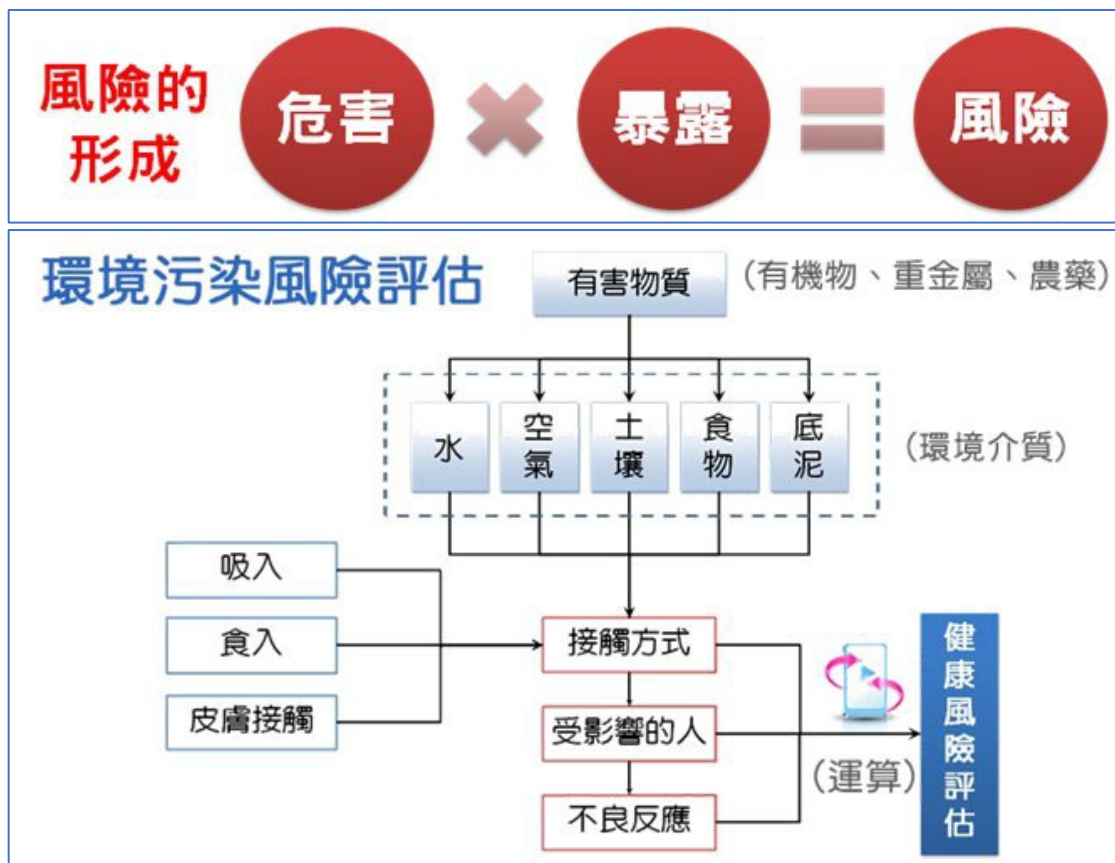 風險的
形成
危害
暴露
風險
環境污染風險評估
有害物質
(有機物、重金屬、農藥)
水
空氣
土壤
食物
底泥
(環境介質)
吸入
食入
皮膚接觸
接觸方式
受影響的人
不良反應
(運算)
健康風險評估